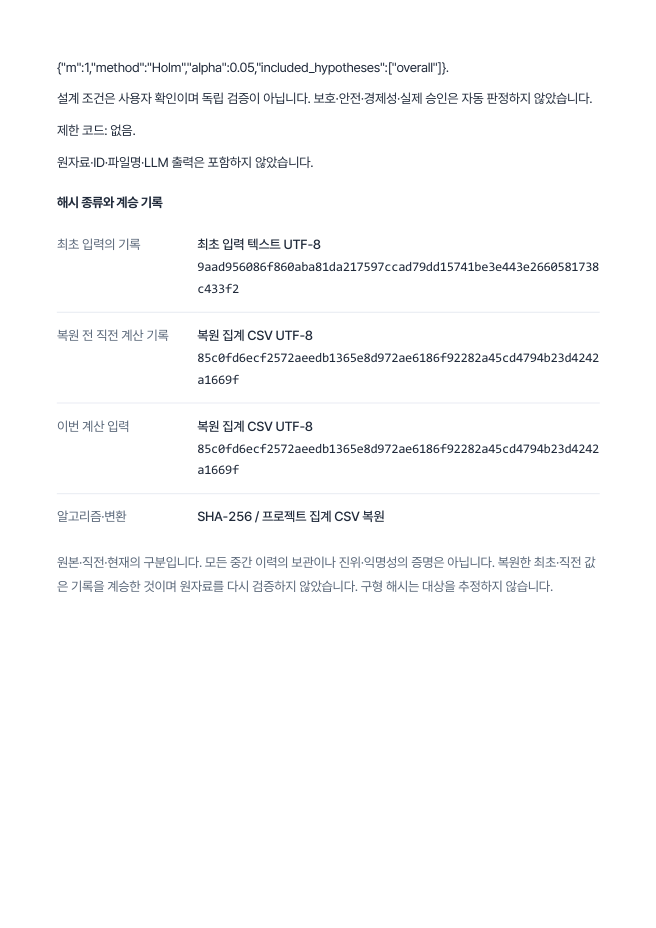 {"m":1,"method":"Holm","alpha":0.05,"included_hypotheses":["overall"]}.
설계 조건은 사용자 확인이며 독립 검증이 아닙니다. 보호·안전·경제성·실제 승인은 자동 판정하지 않았습니다.
제한 코드: 없음.
원자료·ID·파일명·LLM 출력은 포함하지 않았습니다.
해시 종류와 계승 기록
최초 입력의 기록
최초 입력 텍스트 UTF-8
9aad956086f860aba81da217597ccad79dd15741be3e443e2660581738
c433f2
복원 전 직전 계산 기록
복원 집계 CSV UTF-8
85c0fd6ecf2572aeedb1365e8d972ae6186f92282a45cd4794b23d4242
a1669f
이번 계산 입력
복원 집계 CSV UTF-8
85c0fd6ecf2572aeedb1365e8d972ae6186f92282a45cd4794b23d4242
a1669f
알고리즘·변환
SHA-256 / 프로젝트 집계 CSV 복원
원본·직전·현재의 구분입니다. 모든 중간 이력의 보관이나 진위·익명성의 증명은 아닙니다. 복원한 최초·직전 값
은 기록을 계승한 것이며 원자료를 다시 검증하지 않았습니다. 구형 해시는 대상을 추정하지 않습니다.